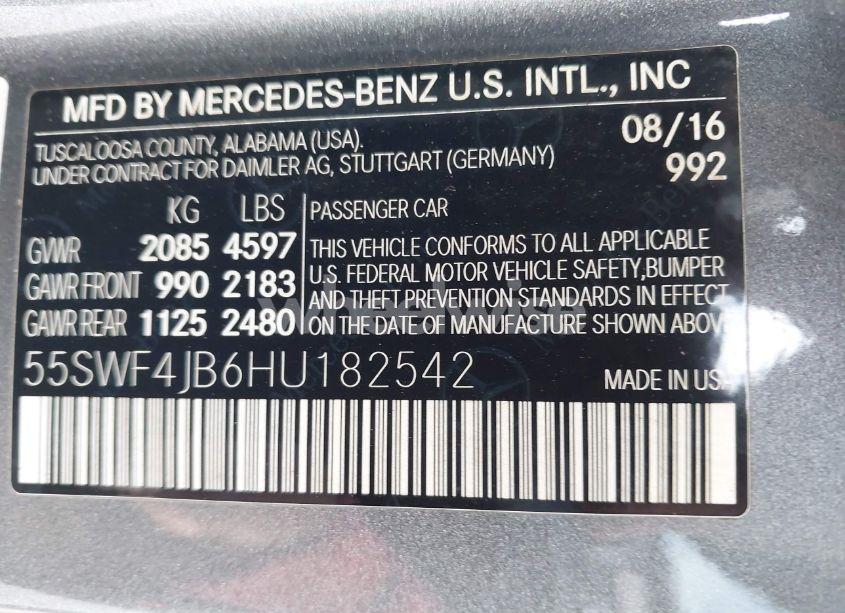 MFD BY MERCEDES-BENZ U.S. INTL., INC
TUSCALOOSA COUNTY, ALABAMA (USA).
UNDER CONTRACT FOR DAIMLER AG, STUTTGART (GERMANY)
08/16
992
KG LBS
GVWR 2085 4597
GAWR FRONT 990 2183
GAWR REAR 1125 2480
PASSENGER CAR
THIS VEHICLE CONFORMS TO ALL APPLICABLE
U.S. FEDERAL MOTOR VEHICLE SAFETY,BUMPER
AND THEFT PREVENTION STANDARDS IN EFFECT
ON THE DATE OF MANUFACTURE SHOWN ABOVE
55SWF4JB6HU182542
MADE IN USA